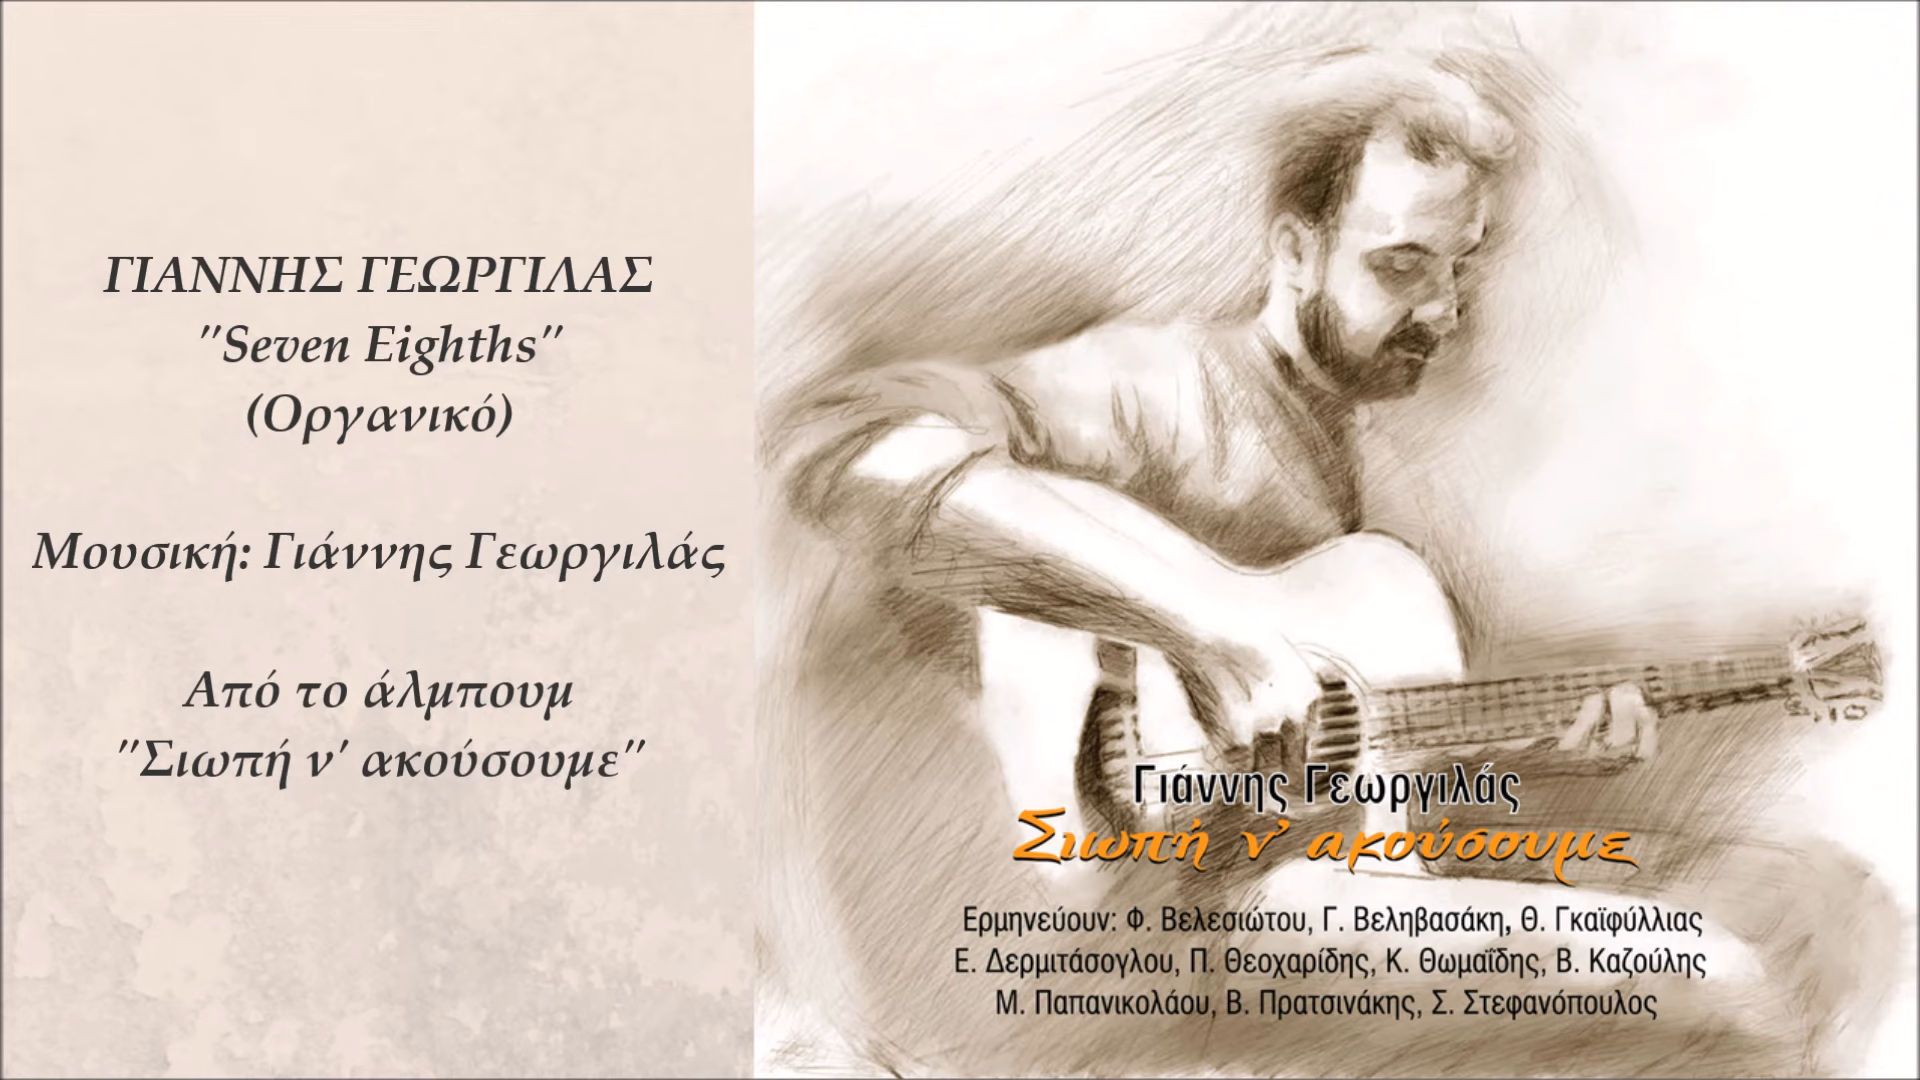 ΓΙΑΝΝΗΣ ΓΕΩΡΓΙΛΑΣ
"Seven Eighths"
(Οργανικό)
Μουσική: Γιάννης Γεωργιλάς
Από το άλμπουμ
"Σιωπή ν' ακούσουμε"
Γιάννης Γεωργιλάς
Σιωπή ν' ακούσουμε
Ερμηνεύουν: Φ. Βελεσιώτου, Γ. Βεληβασάκη, Θ. Γκαϊφύλλιας
Ε. Δερμιτάσογλου, Π. Θεοχαρίδης, Κ. Θωμαΐδης, Β. Καζούλης
Μ. Παπανικολάου, Β. Πρατσινάκης, Σ. Στεφανόπουλος